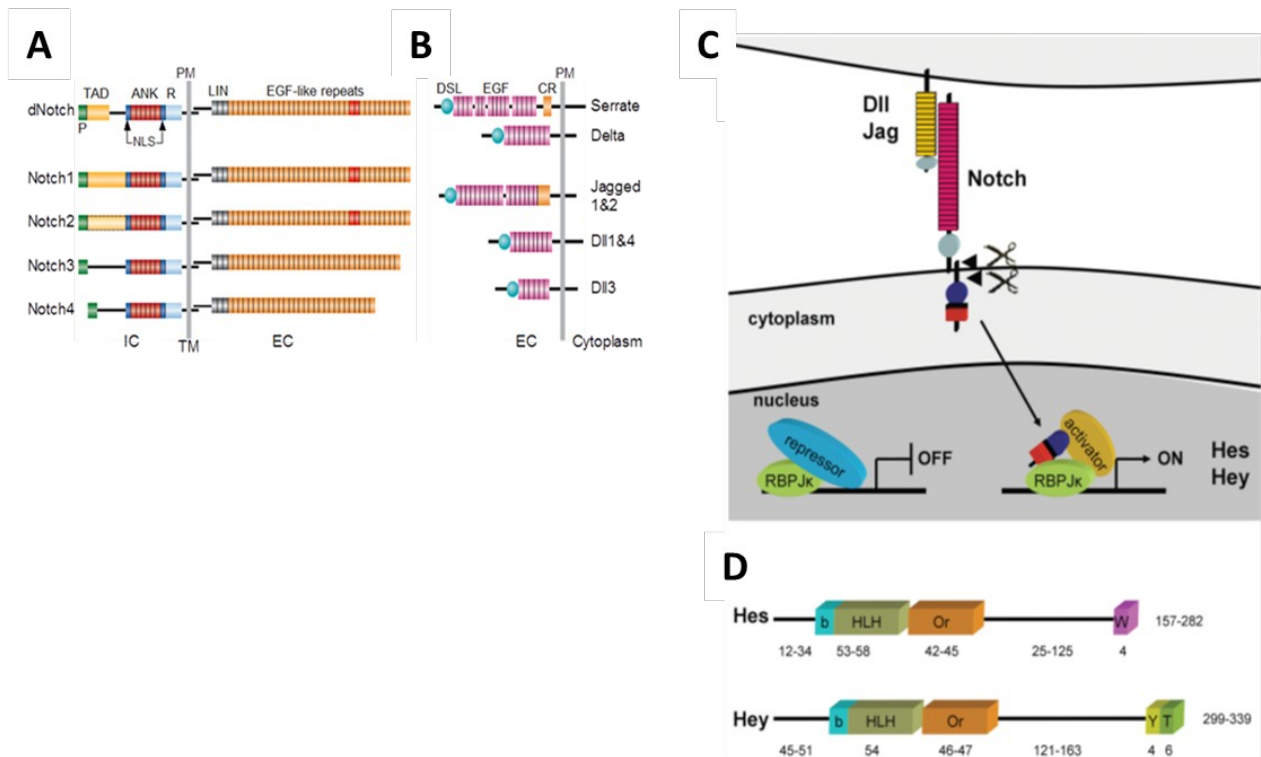 A
PM
TAD ANK R LIN EGF-like repeats
dNotch
P
NLS
Notch1
Notch2
Notch3
Notch4
IC TM EC
B
PM
DSL EGF CR
Serrate
Delta
Jagged
1&2
Dll1&4
Dll3
EC Cytoplasm
C
Dll
Jag
Notch
cytoplasm
nucleus
repressor
RBPJκ
OFF
activator
RBPJκ
ON
Hes
Hey
D
Hes b HLH Or W 157-282
12-34 53-58 42-45 25-125 4
Hey b HLH Or Y T 299-339
45-51 54 46-47 121-163 4 6